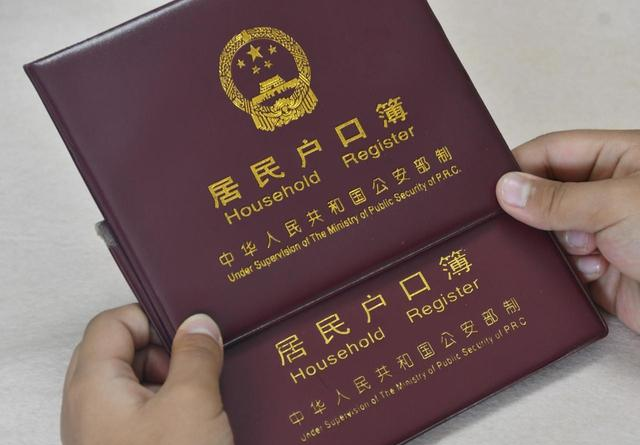 居民户口簿
Household Register
中华人民共和国公安部制
Under Supervision of The Ministry of Public Security of P.R.C.
居民户口簿
Household Register
中华人民共和国公安部制
Under Supervision of The Ministry of Public Security of P.R.C